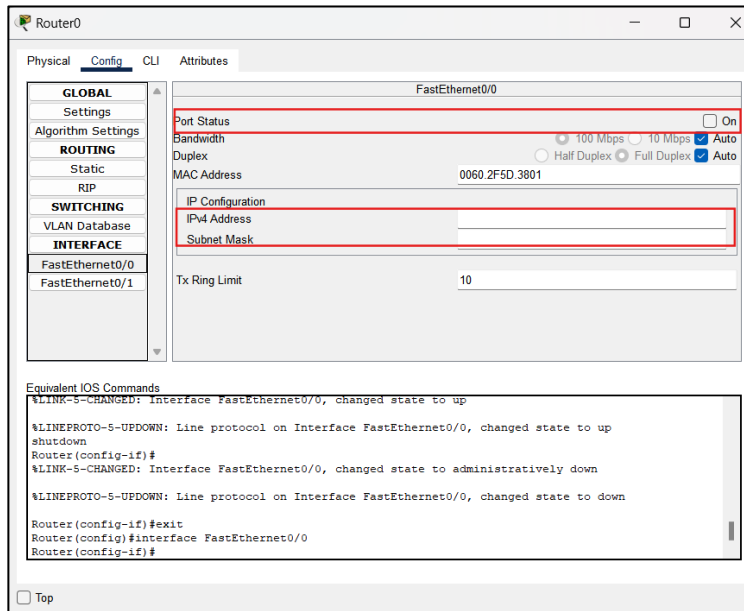 Router0
Physical Config CLI Attributes
GLOBAL
Settings
Algorithm Settings
ROUTING
Static
RIP
SWITCHING
VLAN Database
INTERFACE
FastEthernet0/0
FastEthernet0/1
FastEthernet0/0
Port Status On
Bandwidth 100 Mbps 10 Mbps Auto
Duplex Half Duplex Full Duplex Auto
MAC Address 0060.2F5D.3801
IP Configuration
IPv4 Address
Subnet Mask
Tx Ring Limit 10
Equivalent IOS Commands
%LINK-5-CHANGED: Interface FastEthernet0/0, changed state to up
%LINEPROTO-5-UPDOWN: Line protocol on Interface FastEthernet0/0, changed state to up
shutdown
Router(config-if)#
%LINK-5-CHANGED: Interface FastEthernet0/0, changed state to administratively down
%LINEPROTO-5-UPDOWN: Line protocol on Interface FastEthernet0/0, changed state to down
Router(config-if)#exit
Router(config)#interface FastEthernet0/0
Router(config-if)#
Top